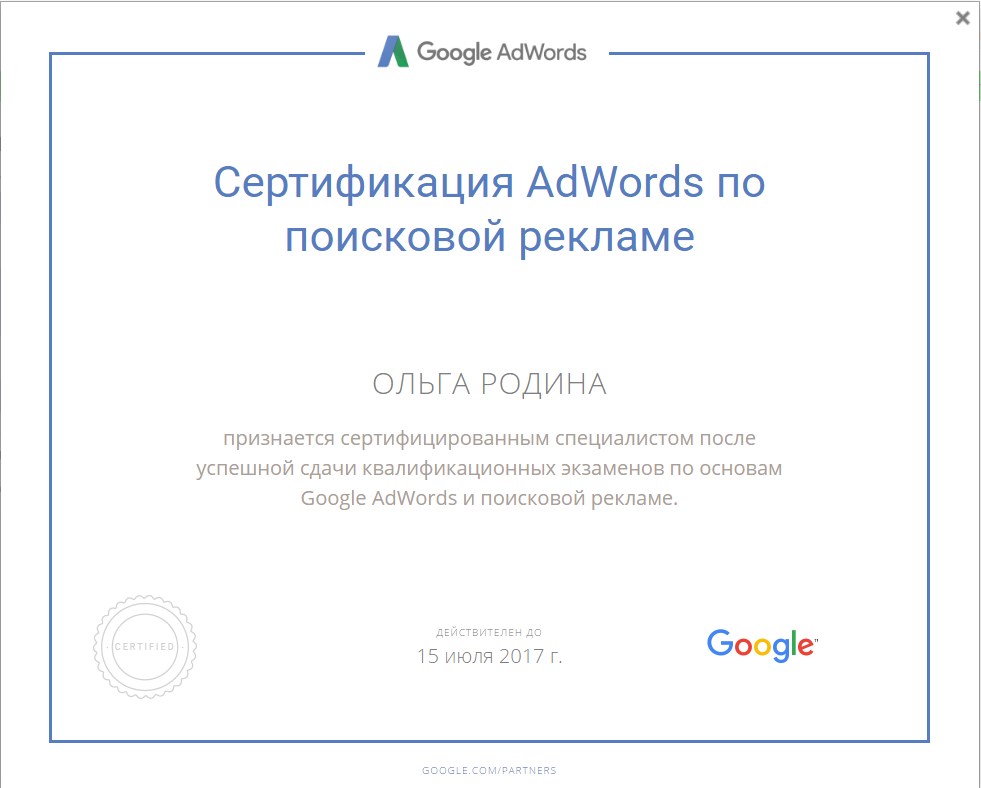 Google AdWords
Сертификация AdWords по
поисковой рекламе
ОЛЬГА РОДИНА
признается сертифицированным специалистом после
успешной сдачи квалификационных экзаменов по основам
Google AdWords и поисковой рекламе.
· CERTIFIED ·
ДЕЙСТВИТЕЛЕН ДО
15 июля 2017 г.
Google™
GOOGLE.COM/PARTNERS